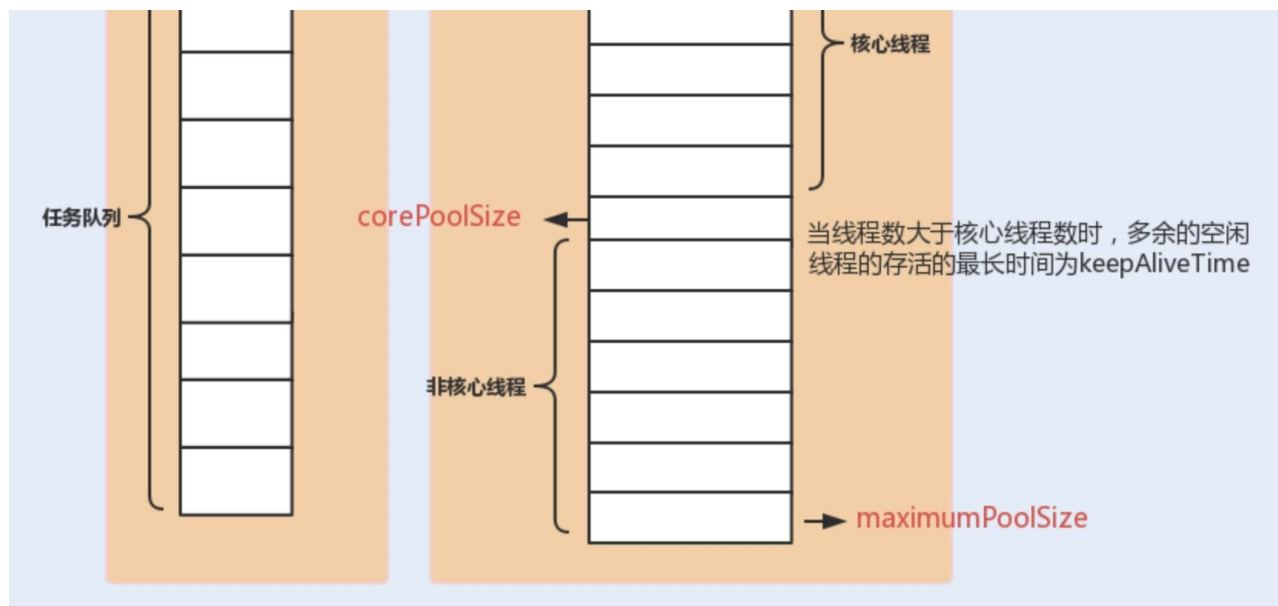 核心线程
任务队列
corePoolSize
当线程数大于核心线程数时，多余的空闲
线程的存活的最长时间为keepAliveTime
非核心线程
maximumPoolSize